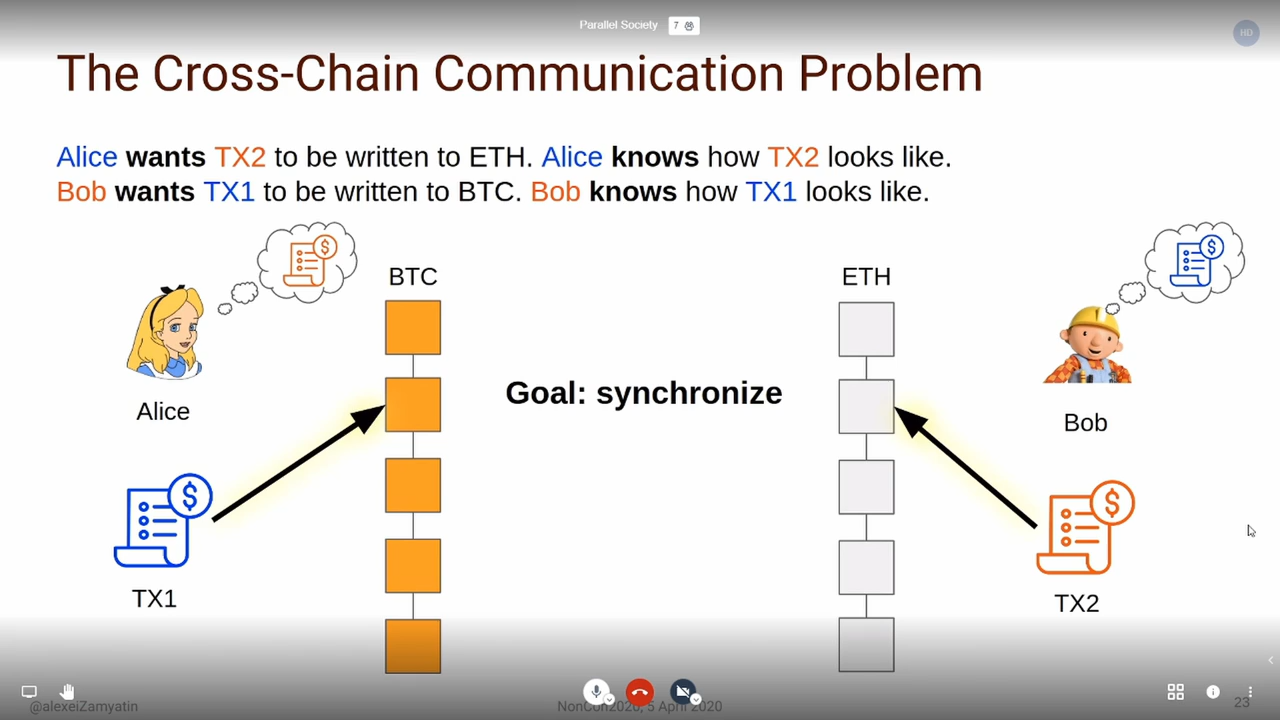 Parallel Society 7
HD
The Cross-Chain Communication Problem
Alice wants TX2 to be written to ETH. Alice knows how TX2 looks like.
Bob wants TX1 to be written to BTC. Bob knows how TX1 looks like.
$
$
BTC
ETH
Goal: synchronize
Alice
Bob
$
$
TX1
TX2
@alexeiZamyatin
NonCon2020, 5 April 2020
23